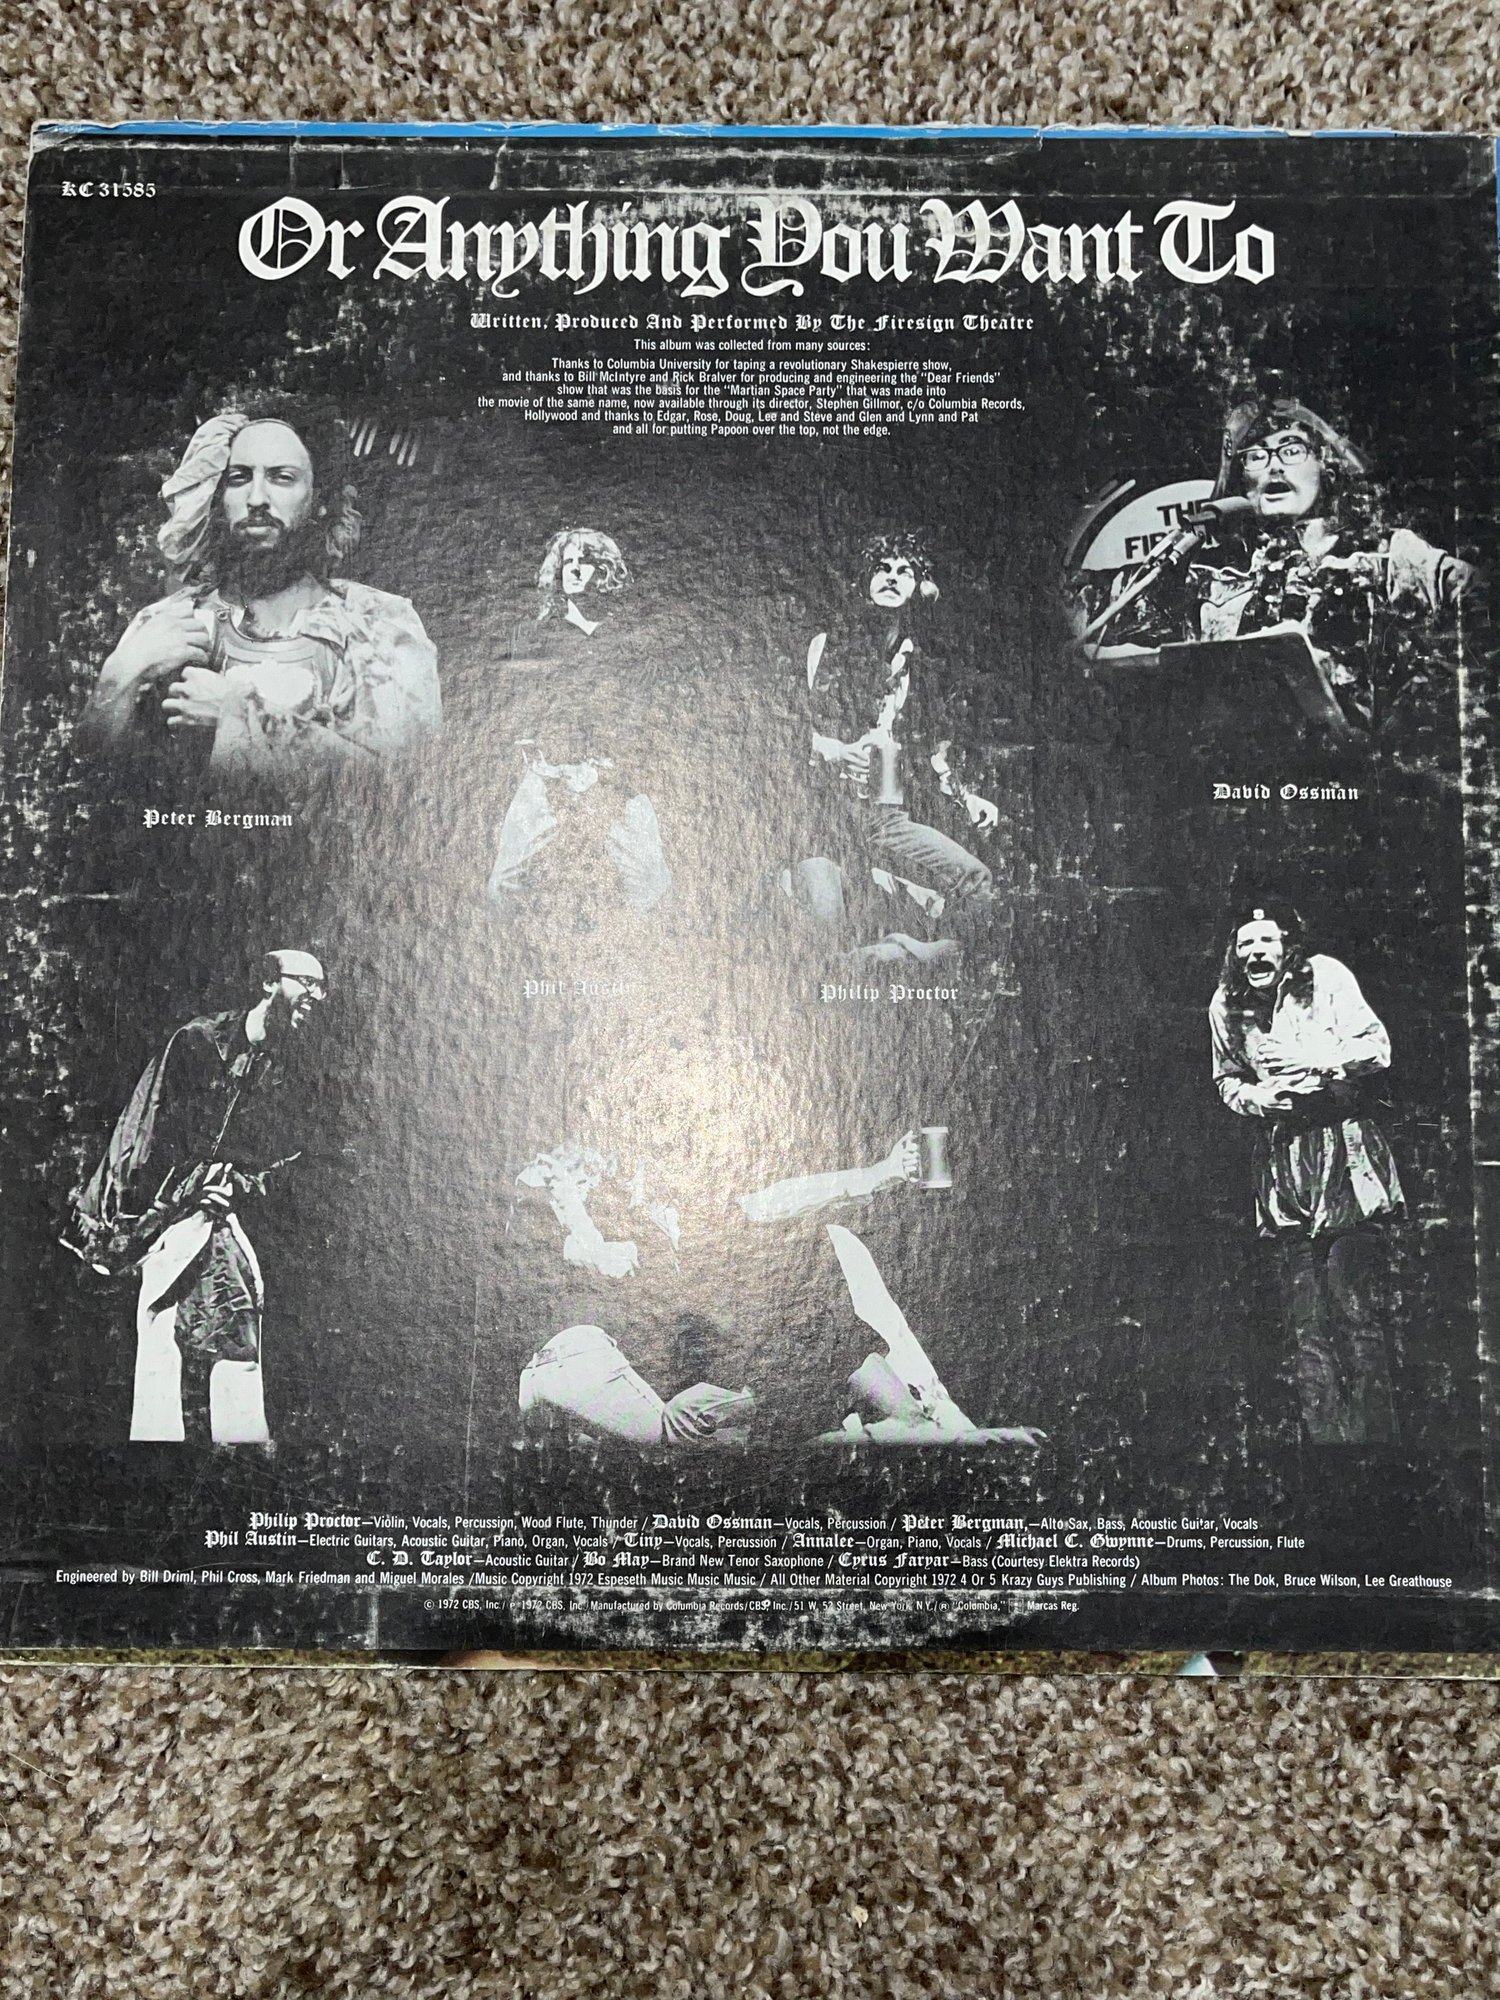 KC 31585
Or Anything You Want To
Written, Produced And Performed By The Firesign Theatre
This album was collected from many sources:
Thanks to Columbia University for taping a revolutionary Shakespierre show,
and thanks to Bill McIntyre and Rick Bralver for producing and engineering the "Dear Friends"
show that was the basis for the "Martian Space Party" that was made into
the movie of the same name, now available through its director, Stephen Gillmor, c/o Columbia Records,
Hollywood and thanks to Edgar, Rose, Doug, Lee and Steve and Glen and Lynn and Pat
and all for putting Papoon over the top, not the edge.
THE
David Ossman
Peter Bergman
Phil Austin
Philip Proctor
Philip Proctor—Violin, Vocals, Percussion, Wood Flute, Thunder / David Ossman—Vocals, Percussion / Peter Bergman,—Alto Sax, Bass, Acoustic Guitar, Vocals
Phil Austin—Electric Guitars, Acoustic Guitar, Piano, Organ, Vocals / Tiny—Vocals, Percussion / Annalee—Organ, Piano, Vocals / Michael C. Gwynne—Drums, Percussion, Flute
C. D. Taylor—Acoustic Guitar / Bo May—Brand New Tenor Saxophone / Cyrus Faryar—Bass (Courtesy Elektra Records)
Engineered by Bill Driml, Phil Cross, Mark Friedman and Miguel Morales /Music Copyright 1972 Espeseth Music Music Music / All Other Material Copyright 1972 4 Or 5 Krazy Guys Publishing / Album Photos: The Dok, Bruce Wilson, Lee Greathouse
© 1972 CBS, Inc./ ℗ 1972 CBS, Inc./Manufactured by Columbia Records/CBS, Inc./51 W. 52 Street, New York, N.Y./® "Columbia," Marcas Reg.